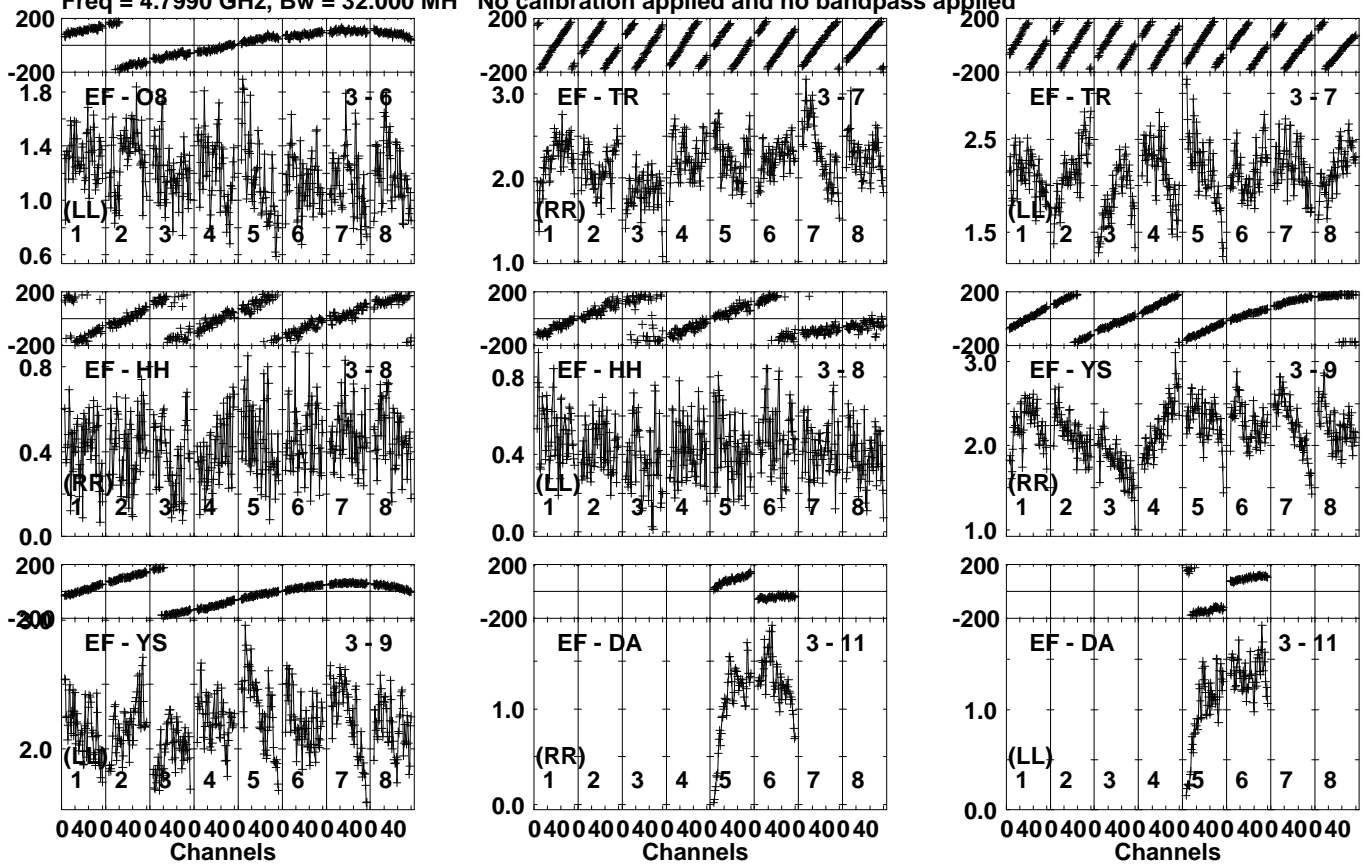 Freq = 4.7990 GHz, Bw = 32.000 MH No calibration applied and no bandpass applied
200
-200
1.8
1.4
1.0
0.6
EF - O8 3 - 6
(LL)
1 2 3 4 5 6 7 8
200
-200
3.0
2.0
1.0
EF - TR 3 - 7
(RR)
1 2 3 4 5 6 7 8
200
-200
2.5
1.5
EF - TR 3 - 7
(LL)
1 2 3 4 5 6 7 8
200
-200
0.8
0.4
0.0
EF - HH 3 - 8
(RR)
1 2 3 4 5 6 7 8
200
-200
0.8
0.4
0.0
EF - HH 3 - 8
(LL)
1 2 3 4 5 6 7 8
200
-200
3.0
2.0
1.0
EF - YS 3 - 9
(RR)
1 2 3 4 5 6 7 8
200
-200
3.0
2.0
EF - YS 3 - 9
(LL)
1 2 3 4 5 6 7 8
0 40 0 40 0 40 0 40 0 40 0 40 0 40 0 40
Channels
200
-200
1.0
0.0
EF - DA 3 - 11
(RR)
1 2 3 4 5 6 7 8
0 40 0 40 0 40 0 40 0 40 0 40 0 40 0 40
Channels
200
-200
1.0
0.0
EF - DA 3 - 11
(LL)
1 2 3 4 5 6 7 8
0 40 0 40 0 40 0 40 0 40 0 40 0 40 0 40
Channels